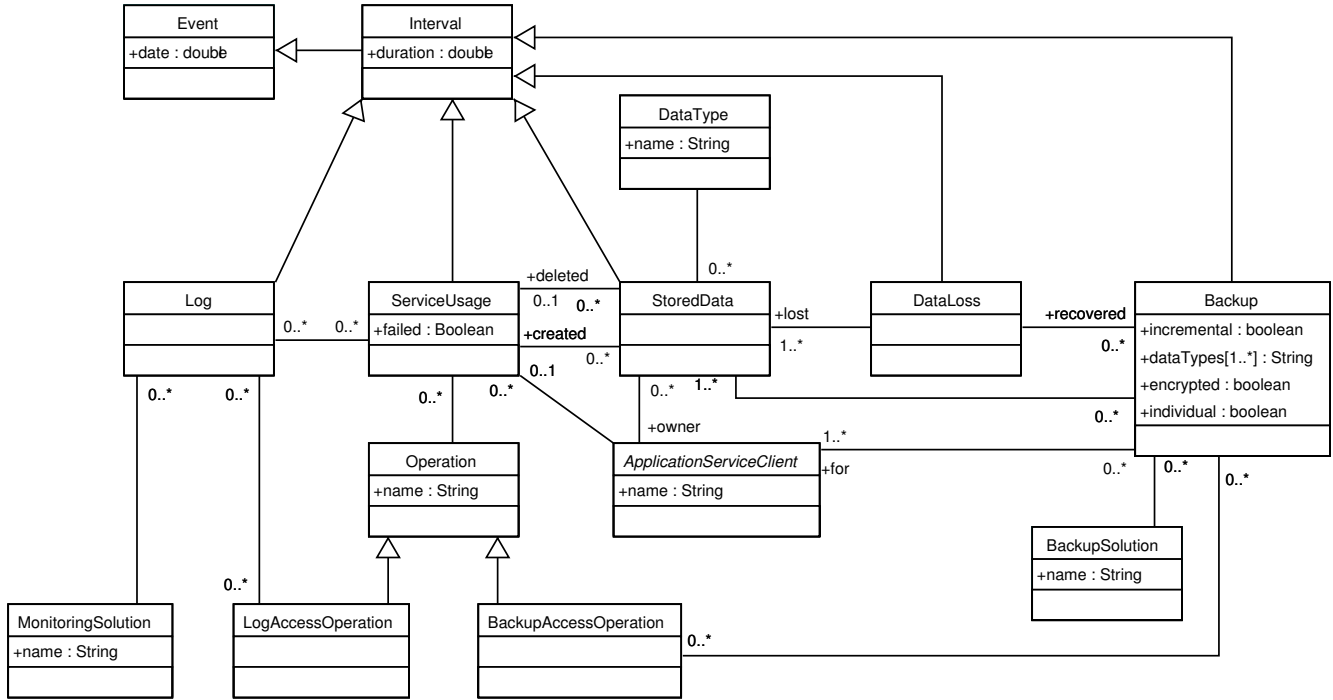 Event
+date : double
Interval
+duration : double
DataType
+name : String
0..*
Log
ServiceUsage
+failed : Boolean
0..*
0..*
+deleted
0..1
0..*
+created
0..*
0..1
StoredData
+lost
1..*
DataLoss
+recovered
0..*
Backup
+incremental : boolean
+dataTypes[1..*] : String
+encrypted : boolean
+individual : boolean
0..*
0..*
0..*
0..*
0..*
1..*
0..*
+owner
1..*
+for
0..*
0..*
0..*
Operation
+name : String
ApplicationServiceClient
+name : String
BackupSolution
+name : String
0..*
MonitoringSolution
+name : String
LogAccessOperation
BackupAccessOperation
0..*